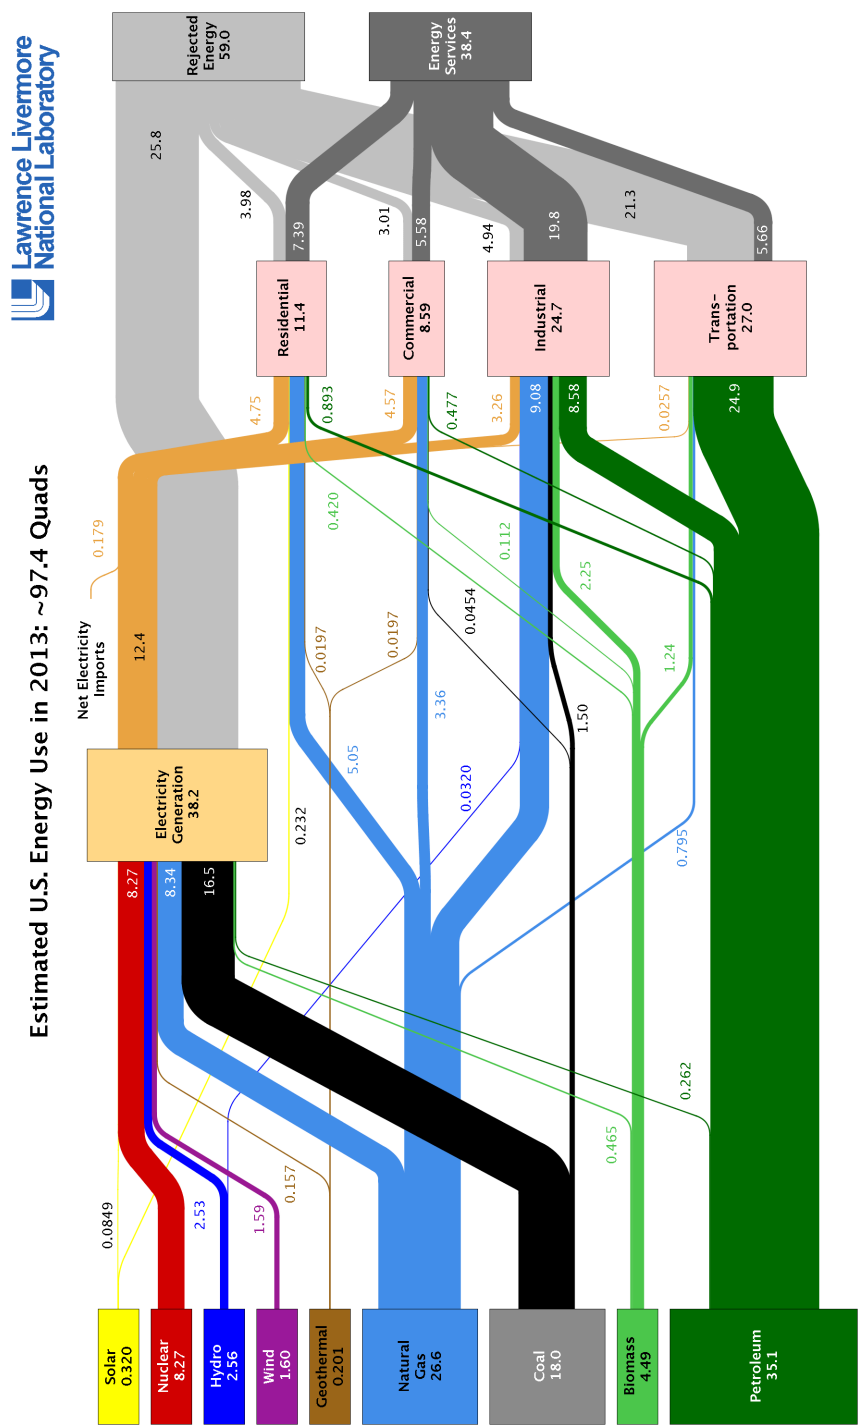 Estimated U.S. Energy Use in 2013: ~97.4 Quads
Lawrence Livermore
National Laboratory
Net Electricity
Imports
0.179
Solar
0.320
Nuclear
8.27
Hydro
2.56
Wind
1.60
Geothermal
0.201
Natural
Gas
26.6
Coal
18.0
Biomass
4.49
Petroleum
35.1
0.0849
2.53
1.59
0.157
0.465
0.262
8.27
8.34
16.5
Electricity
Generation
38.2
0.232
0.0320
0.795
12.4
5.05
3.36
0.0197
0.0197
0.0454
1.50
1.24
2.25
0.420
0.112
4.75
0.893
4.57
0.477
3.26
9.08
8.58
0.0257
24.9
Residential
11.4
Commercial
8.59
Industrial
24.7
Trans-
portation
27.0
25.8
3.98
7.39
3.01
5.58
4.94
19.8
21.3
5.66
Rejected
Energy
59.0
Energy
Services
38.4